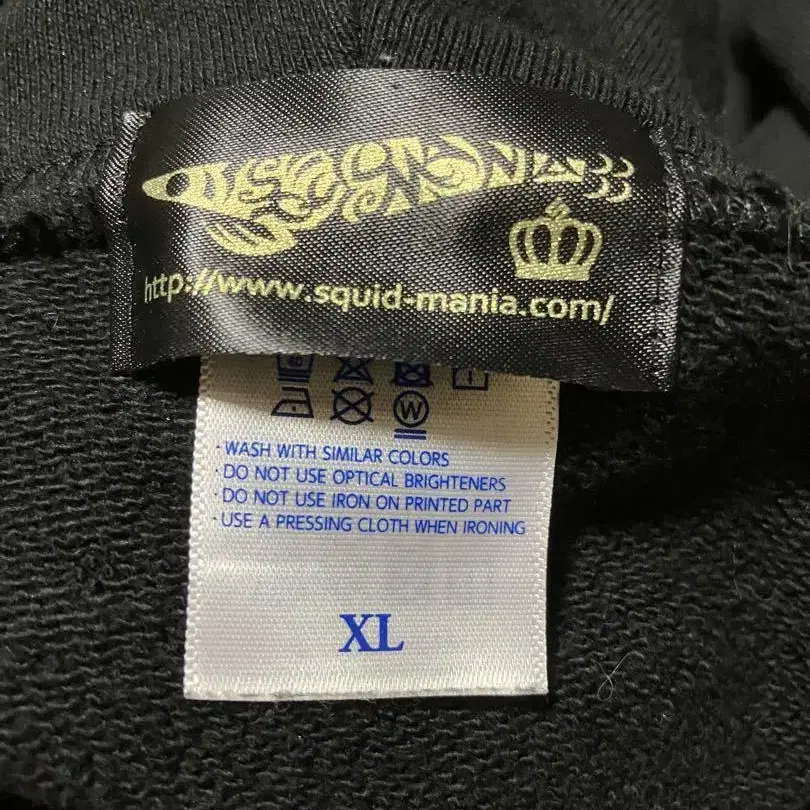 http://www.squid-mania.com/
W
· WASH WITH SIMILAR COLORS
· DO NOT USE OPTICAL BRIGHTENERS
· DO NOT USE IRON ON PRINTED PART
· USE A PRESSING CLOTH WHEN IRONING
XL